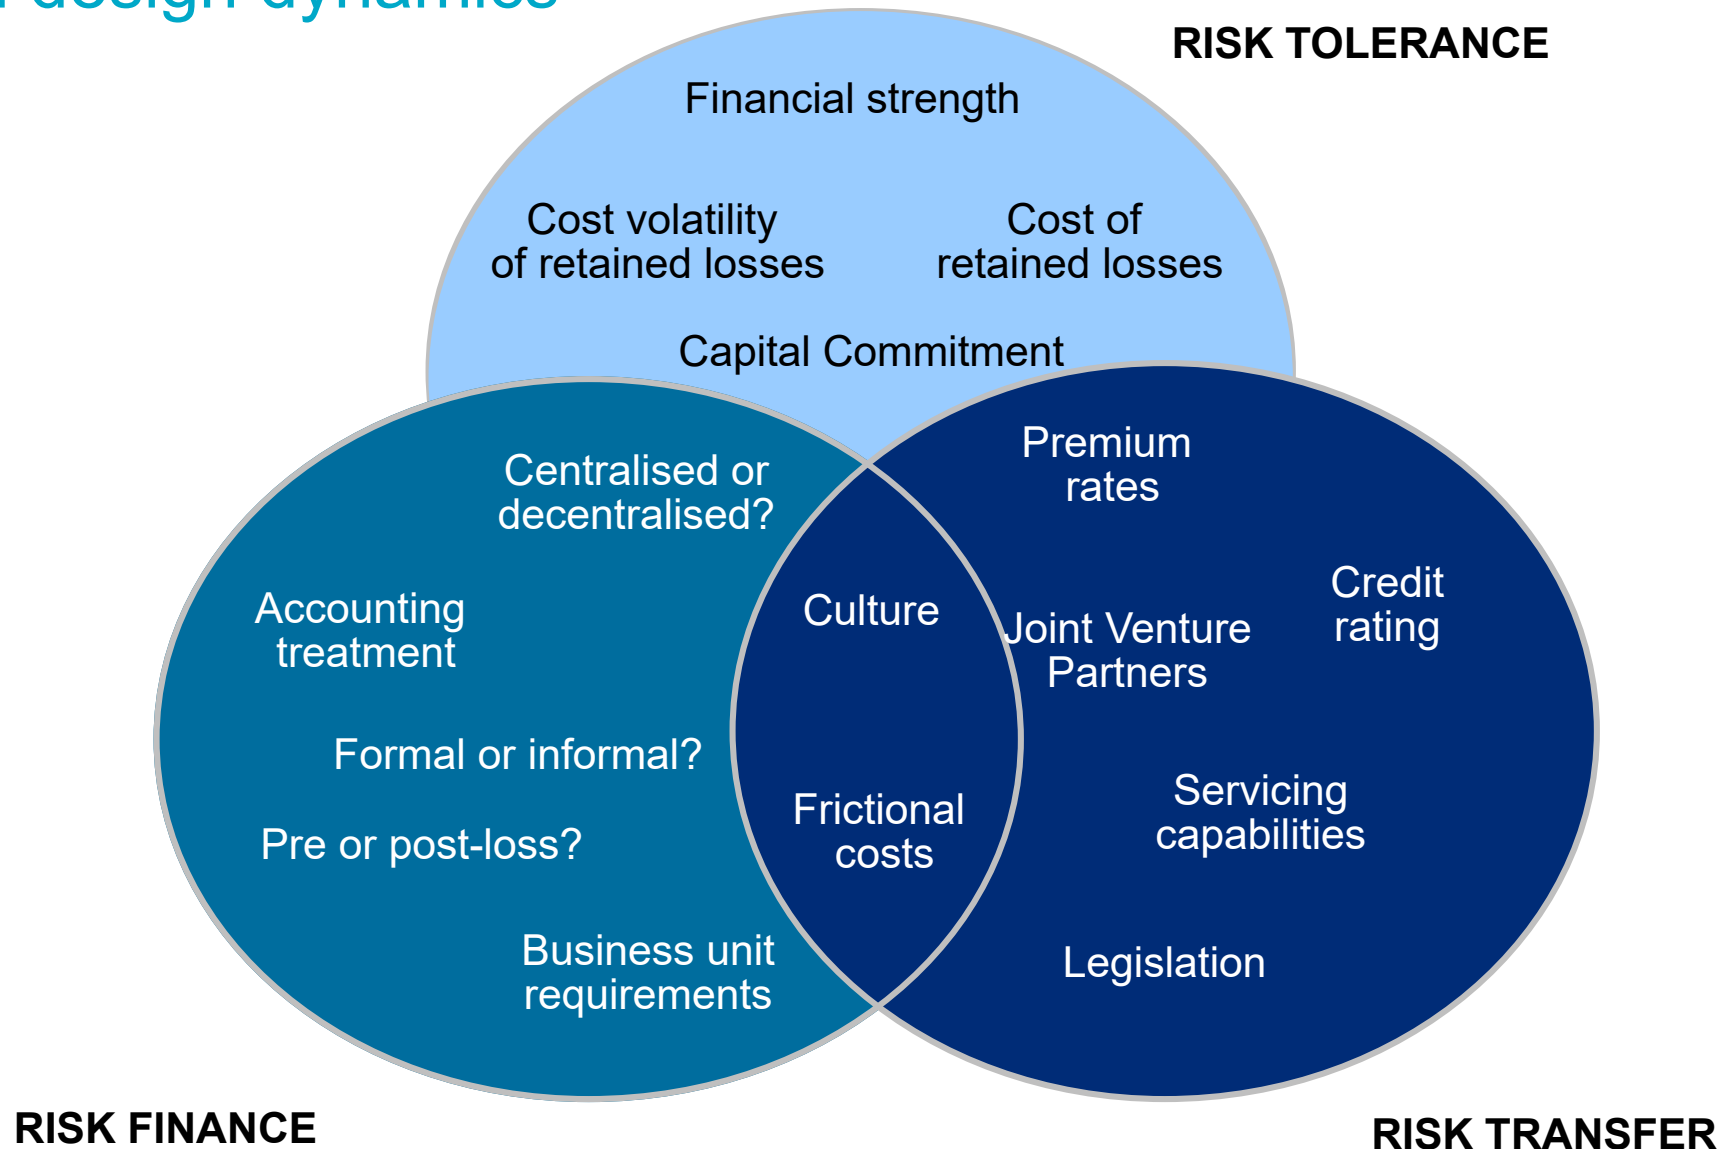 design dynamics
RISK TOLERANCE
Financial strength
Cost volatility
of retained losses
Cost of
retained losses
Capital Commitment
Centralised or
decentralised?
Accounting
treatment
Formal or informal?
Pre or post-loss?
Business unit
requirements
Culture
Frictional
costs
Premium
rates
Credit
rating
Joint Venture
Partners
Servicing
capabilities
Legislation
RISK FINANCE
RISK TRANSFER